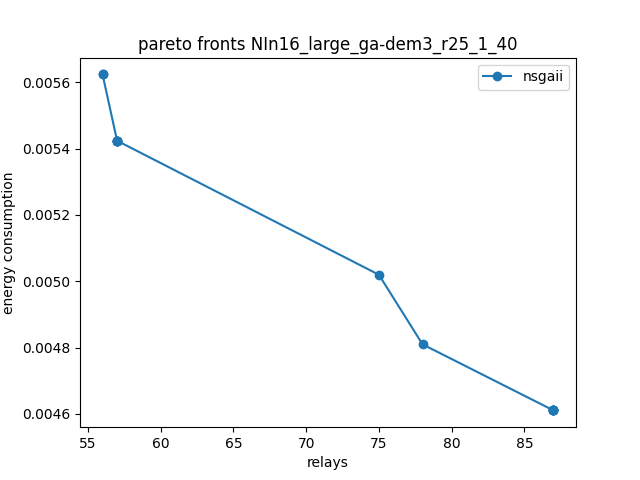 pareto fronts NIn16_large_ga-dem3_r25_1_40
nsgaii
energy consumption
0.0056
0.0054
0.0052
0.0050
0.0048
0.0046
55 60 65 70 75 80 85
relays